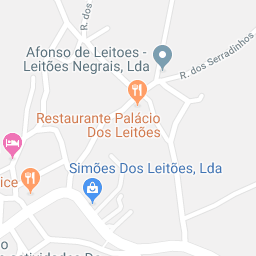 R. dos
Afonso de Leitoes -
Leitões Negrais, Lda
R. dos Serradinhos
Restaurante Palácio
Dos Leitões
Simões Dos Leitões, Lda
ice
o